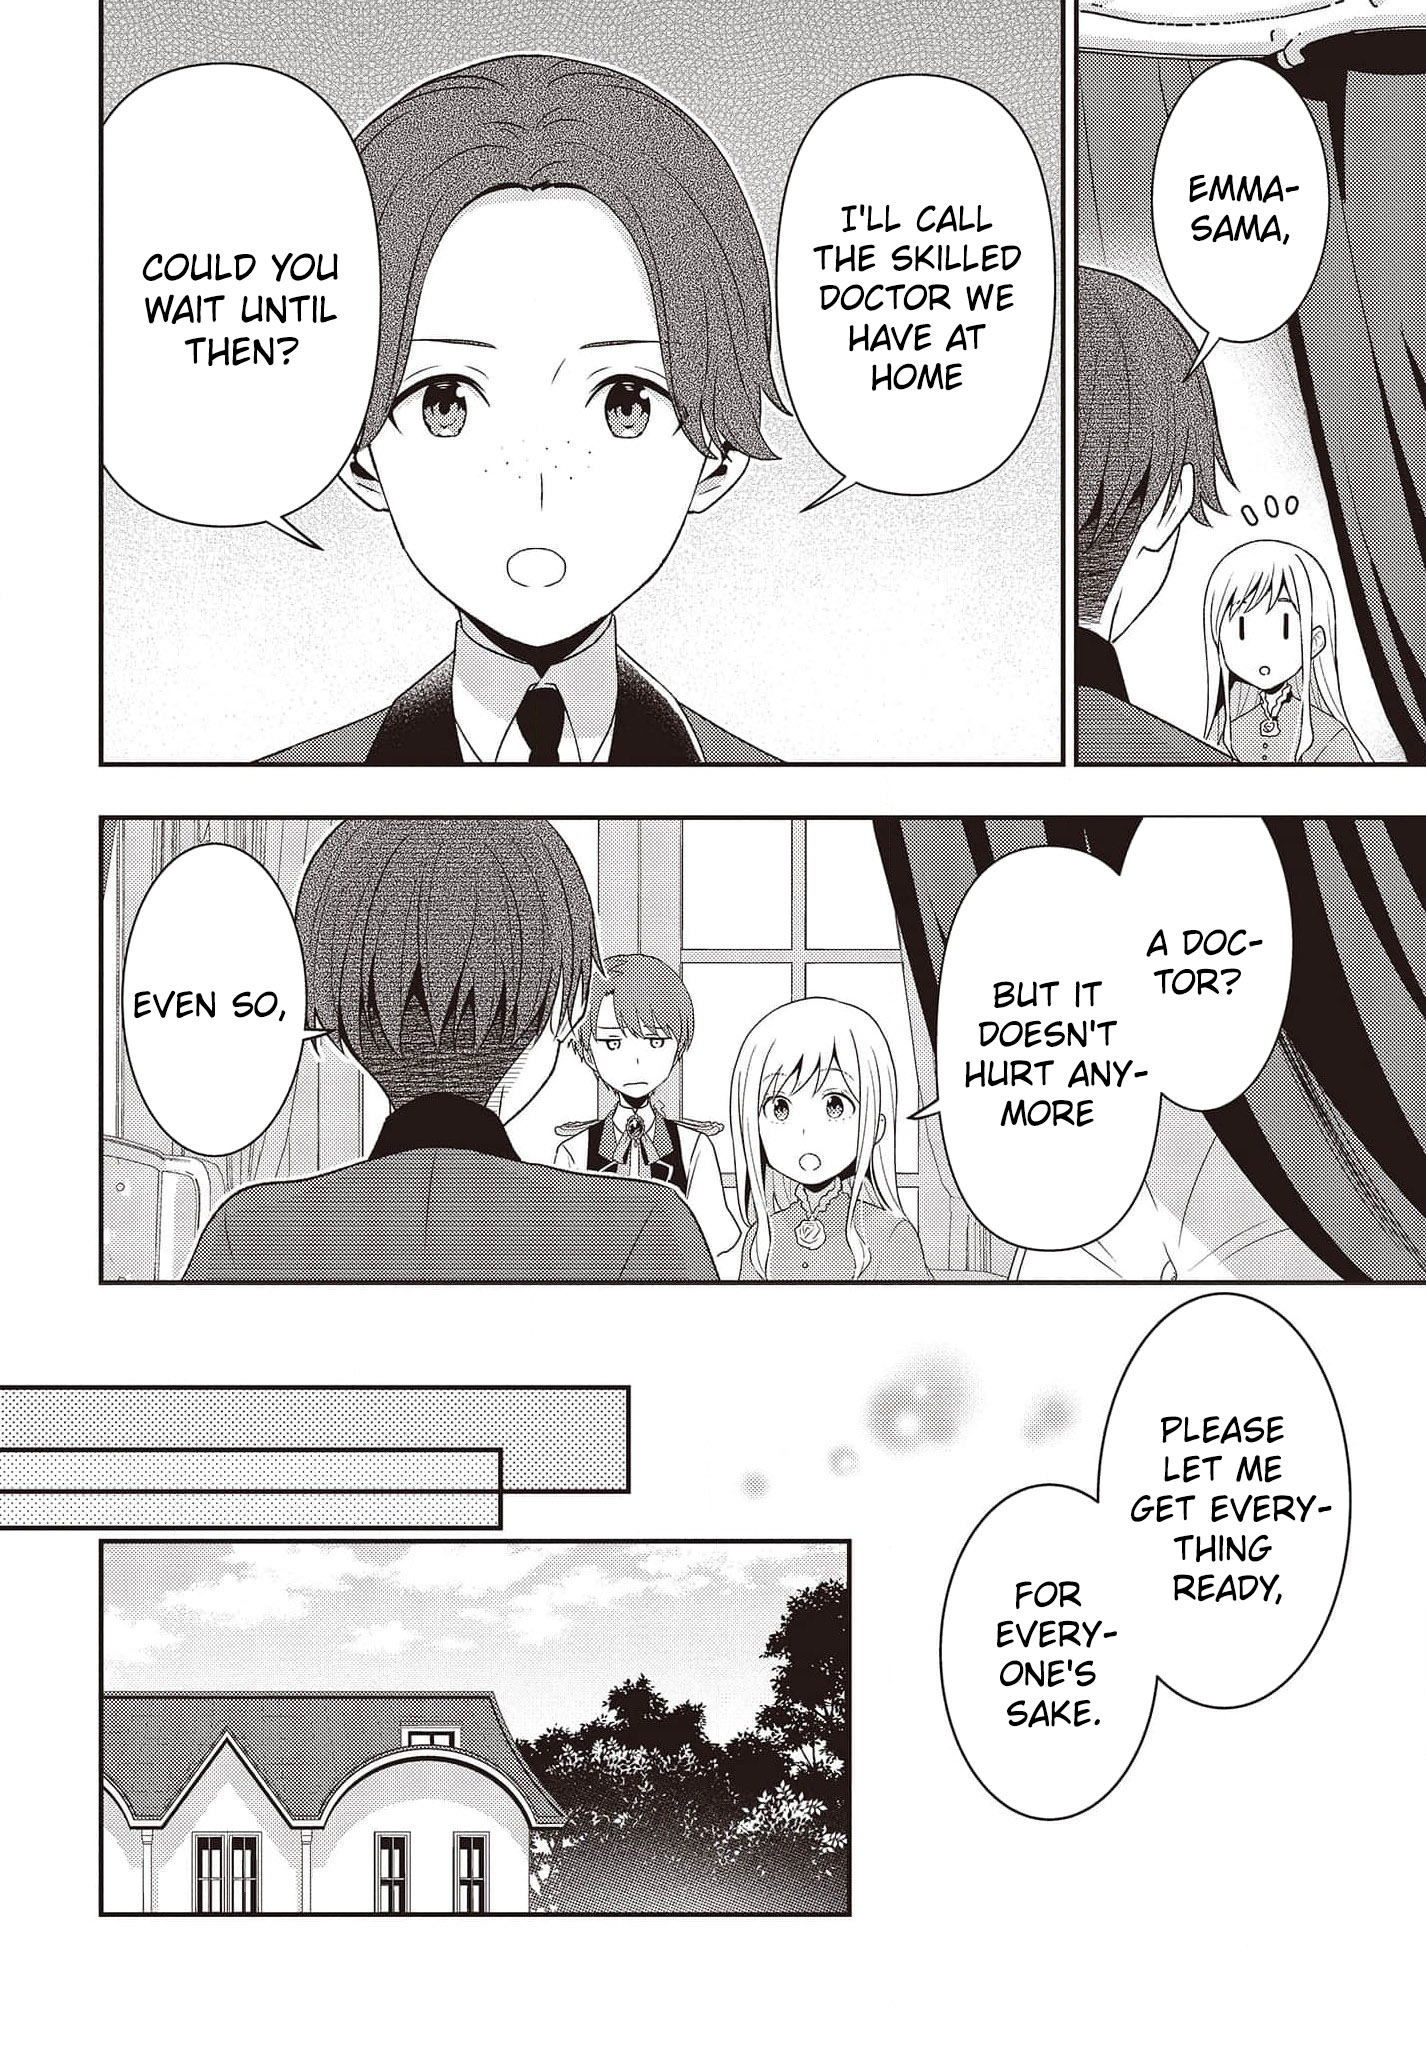 EMMA-
SAMA,
I'LL CALL
THE SKILLED
DOCTOR WE
HAVE AT
HOME
COULD YOU
WAIT UNTIL
THEN?
A DOC-
TOR?
BUT IT
DOESN'T
HURT ANY-
MORE
EVEN SO,
PLEASE
LET ME
GET EVERY-
THING
READY,
FOR
EVERY-
ONE'S
SAKE.